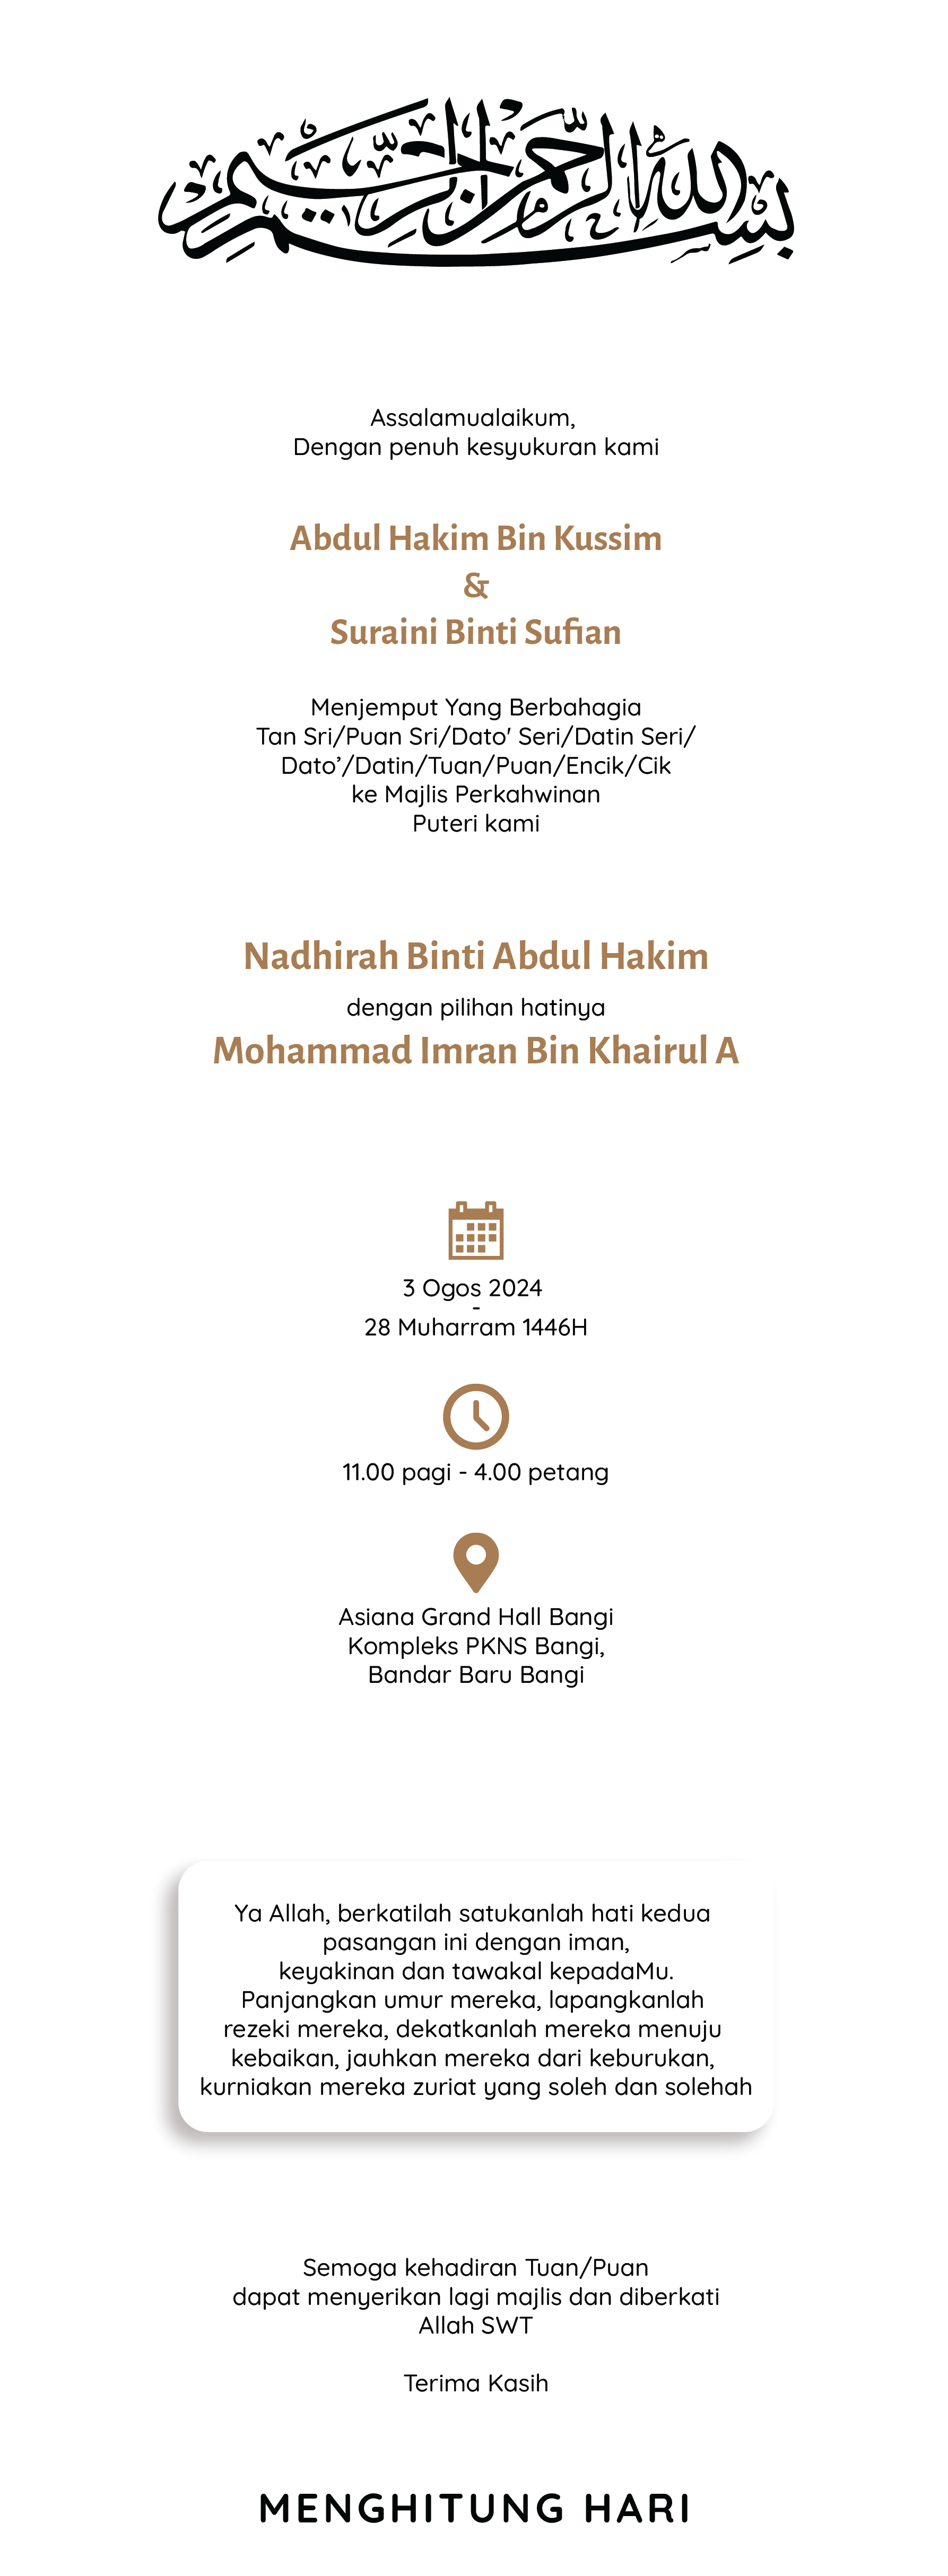 بسم الله الرحمن الرحيم
Assalamualaikum,
Dengan penuh kesyukuran kami
Abdul Hakim Bin Kussim
&
Suraini Binti Sufian
Menjemput Yang Berbahagia
Tan Sri/Puan Sri/Dato' Seri/Datin Seri/
Dato’/Datin/Tuan/Puan/Encik/Cik
ke Majlis Perkahwinan
Puteri kami
Nadhirah Binti Abdul Hakim
dengan pilihan hatinya
Mohammad Imran Bin Khairul A
3 Ogos 2024
-
28 Muharram 1446H
11.00 pagi - 4.00 petang
Asiana Grand Hall Bangi
Kompleks PKNS Bangi,
Bandar Baru Bangi
Ya Allah, berkatilah satukanlah hati kedua
pasangan ini dengan iman,
keyakinan dan tawakal kepadaMu.
Panjangkan umur mereka, lapangkanlah
rezeki mereka, dekatkanlah mereka menuju
kebaikan, jauhkan mereka dari keburukan,
kurniakan mereka zuriat yang soleh dan solehah
Semoga kehadiran Tuan/Puan
dapat menyerikan lagi majlis dan diberkati
Allah SWT
Terima Kasih
MENGHITUNG HARI